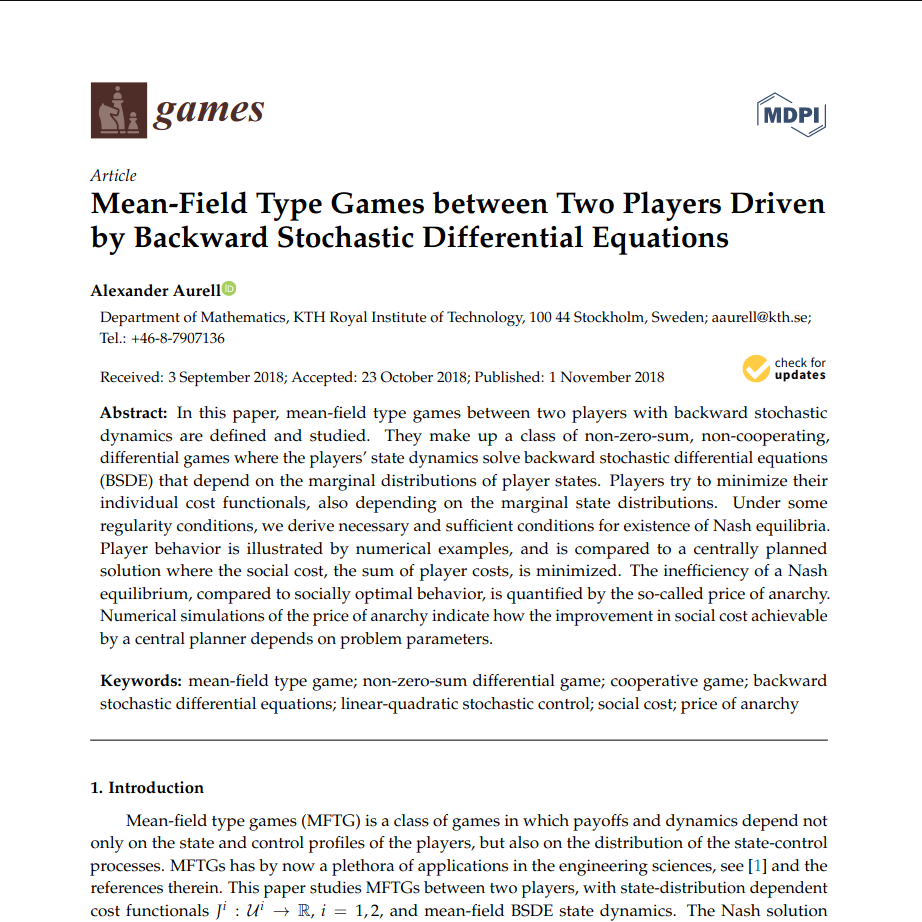 games
MDPI
Article
Mean-Field Type Games between Two Players Driven
by Backward Stochastic Differential Equations
Alexander Aurell iD
Department of Mathematics, KTH Royal Institute of Technology, 100 44 Stockholm, Sweden; aaurell@kth.se;
Tel.: +46-8-7907136
Received: 3 September 2018; Accepted: 23 October 2018; Published: 1 November 2018
check for
updates
Abstract: In this paper, mean-field type games between two players with backward stochastic
dynamics are defined and studied. They make up a class of non-zero-sum, non-cooperating,
differential games where the players’ state dynamics solve backward stochastic differential equations
(BSDE) that depend on the marginal distributions of player states. Players try to minimize their
individual cost functionals, also depending on the marginal state distributions. Under some
regularity conditions, we derive necessary and sufficient conditions for existence of Nash equilibria.
Player behavior is illustrated by numerical examples, and is compared to a centrally planned
solution where the social cost, the sum of player costs, is minimized. The inefficiency of a Nash
equilibrium, compared to socially optimal behavior, is quantified by the so-called price of anarchy.
Numerical simulations of the price of anarchy indicate how the improvement in social cost achievable
by a central planner depends on problem parameters.
Keywords: mean-field type game; non-zero-sum differential game; cooperative game; backward
stochastic differential equations; linear-quadratic stochastic control; social cost; price of anarchy
1. Introduction
Mean-field type games (MFTG) is a class of games in which payoffs and dynamics depend not
only on the state and control profiles of the players, but also on the distribution of the state-control
processes. MFTGs has by now a plethora of applications in the engineering sciences, see [1] and the
references therein. This paper studies MFTGs between two players, with state-distribution dependent
cost functionals Jⁱ : 𝒰ⁱ → ℝ, i = 1, 2, and mean-field BSDE state dynamics. The Nash solution